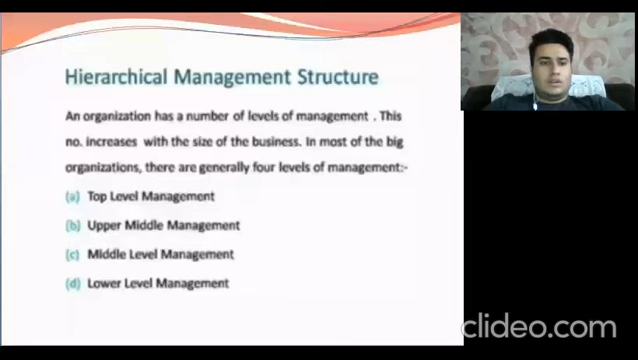 Hierarchical Management Structure
An organization has a number of levels of management . This
no. increases with the size of the business. In most of the big
organizations, there are generally four levels of management:-
(a) Top Level Management
(b) Upper Middle Management
(c) Middle Level Management
(d) Lower Level Management
clideo.com